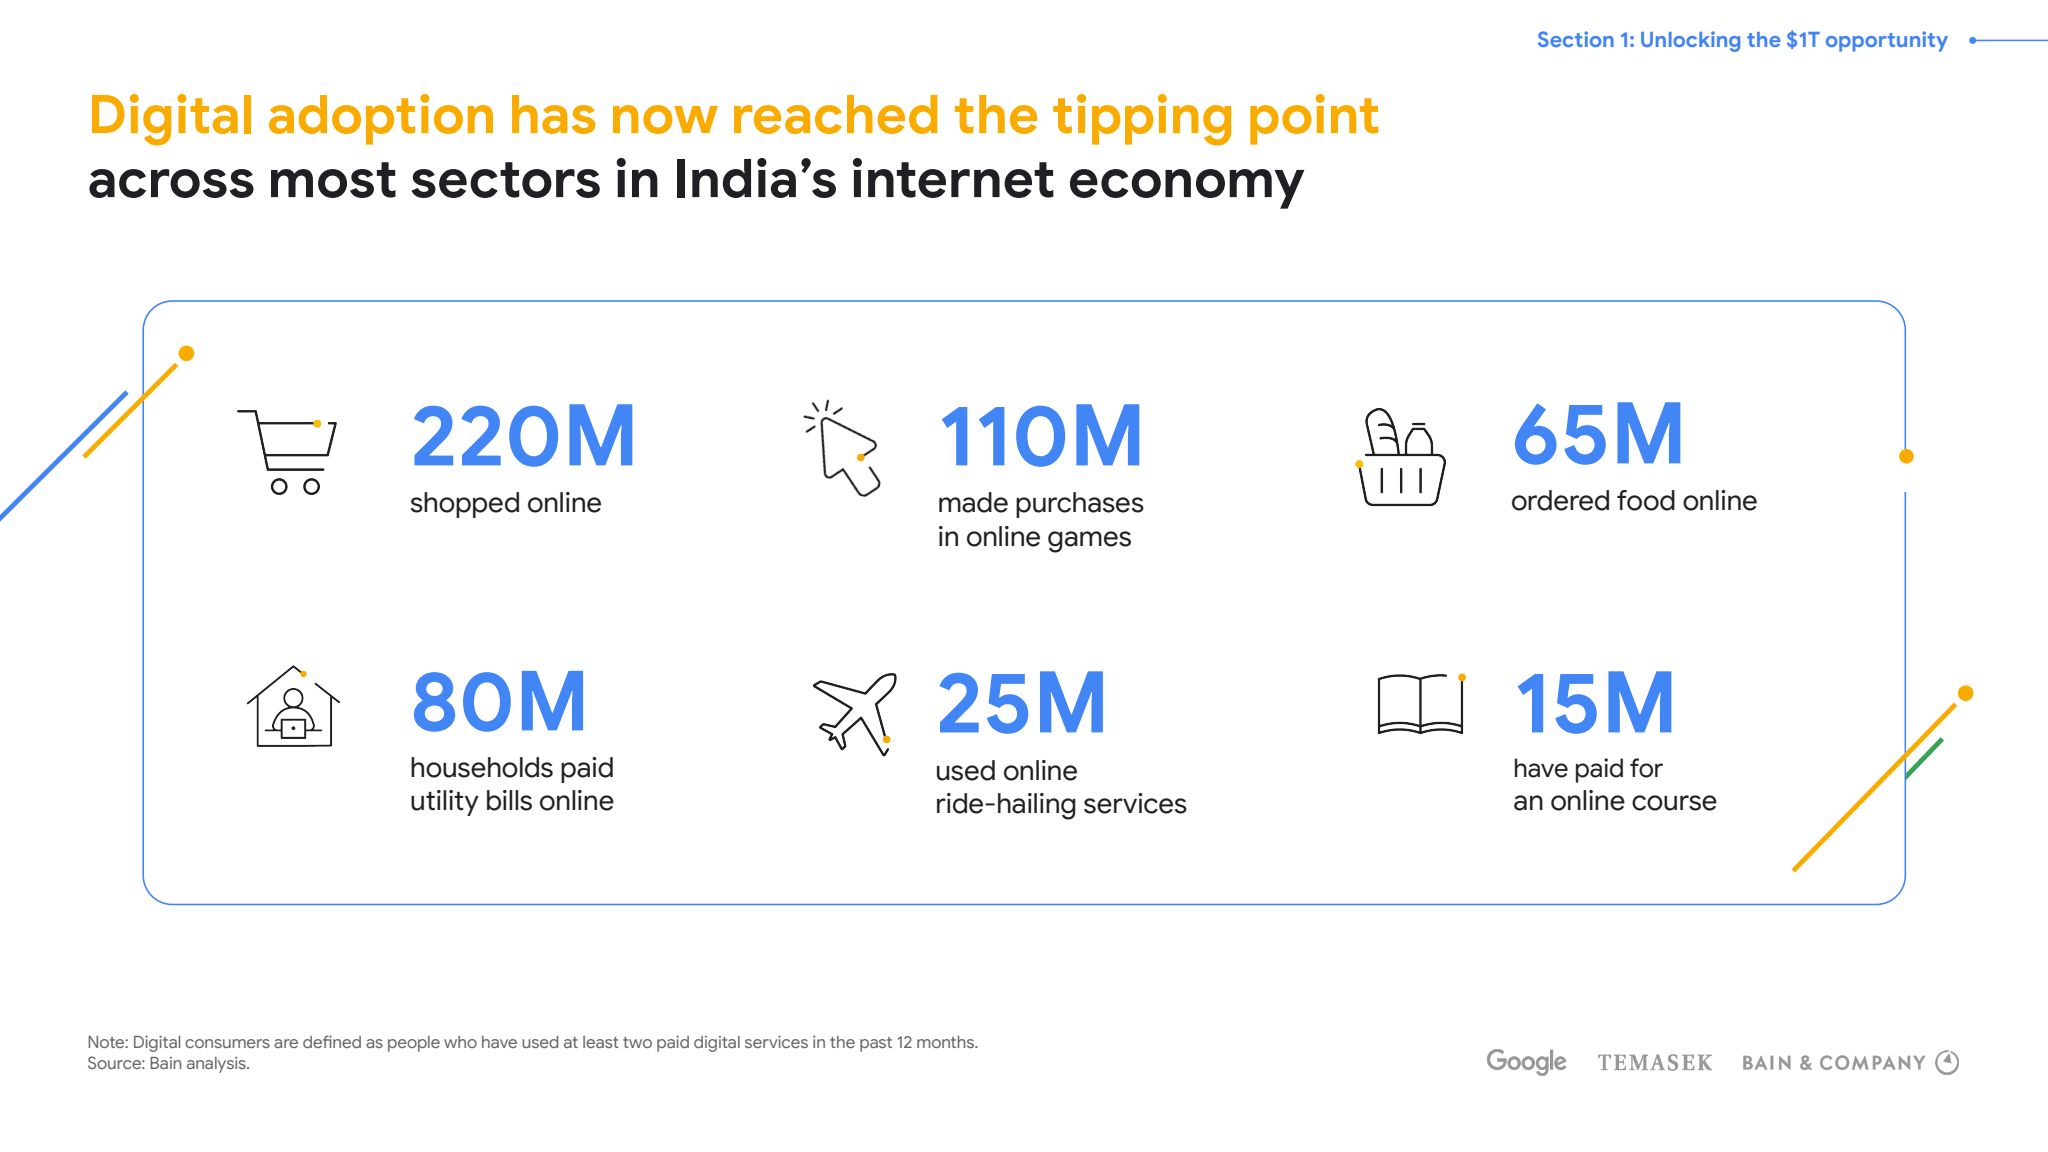 Section 1: Unlocking the $1T opportunity
Digital adoption has now reached the tipping point
across most sectors in India’s internet economy
220M
shopped online
110M
made purchases
in online games
65M
ordered food online
80M
households paid
utility bills online
25M
used online
ride-hailing services
15M
have paid for
an online course
Note: Digital consumers are defined as people who have used at least two paid digital services in the past 12 months.
Source: Bain analysis.
Google TEMASEK BAIN & COMPANY